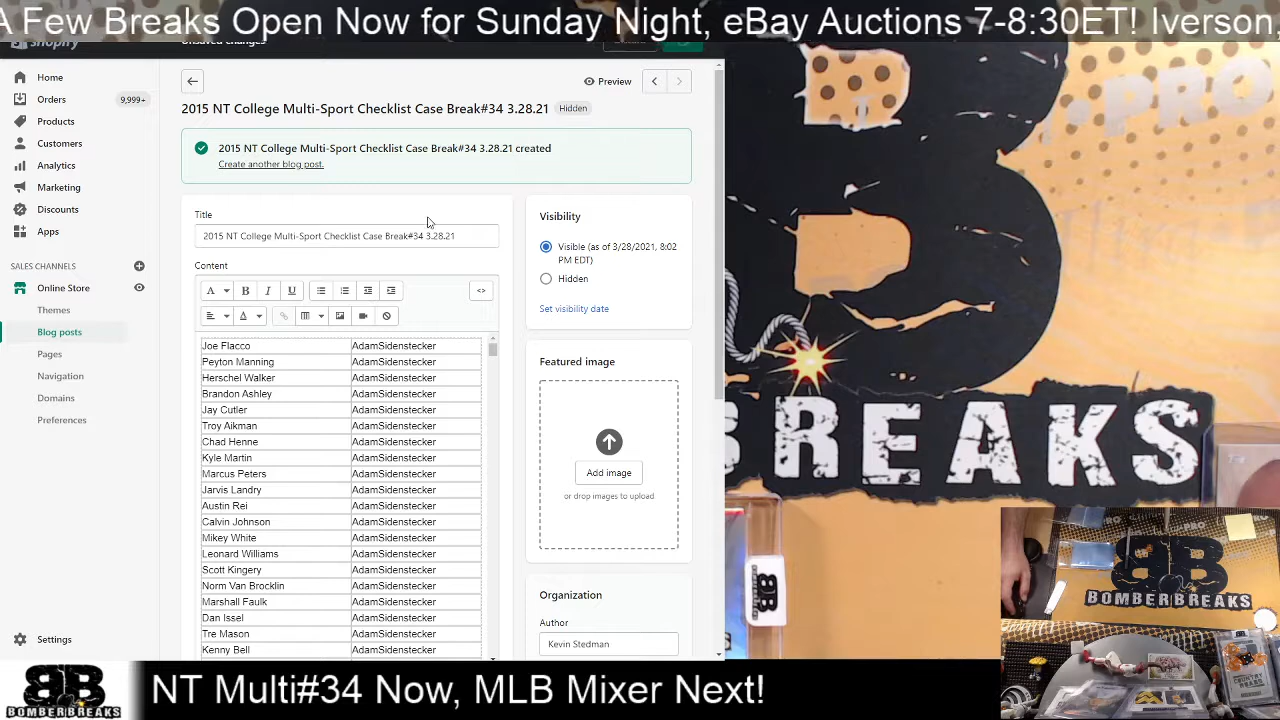 A Few Breaks Open Now for Sunday Night, eBay Auctions 7-8:30ET! Iverson,
Home
Orders 9,999+
Products
Customers
Analytics
Marketing
Discounts
Apps
SALES CHANNELS
Online Store
Themes
Blog posts
Pages
Navigation
Domains
Preferences
Settings
Preview
2015 NT College Multi-Sport Checklist Case Break#34 3.28.21 Hidden
2015 NT College Multi-Sport Checklist Case Break#34 3.28.21 created
Create another blog post.
Title
2015 NT College Multi-Sport Checklist Case Break#34 3.28.21
Content
A B I U <>
A
Joe Flacco AdamSidenstecker
Peyton Manning AdamSidenstecker
Herschel Walker AdamSidenstecker
Brandon Ashley AdamSidenstecker
Jay Cutler AdamSidenstecker
Troy Aikman AdamSidenstecker
Chad Henne AdamSidenstecker
Kyle Martin AdamSidenstecker
Marcus Peters AdamSidenstecker
Jarvis Landry AdamSidenstecker
Austin Rei AdamSidenstecker
Calvin Johnson AdamSidenstecker
Mikey White AdamSidenstecker
Leonard Williams AdamSidenstecker
Scott Kingery AdamSidenstecker
Norm Van Brocklin AdamSidenstecker
Marshall Faulk AdamSidenstecker
Dan Issel AdamSidenstecker
Tre Mason AdamSidenstecker
Kenny Bell AdamSidenstecker
Visibility
Visible (as of 3/28/2021, 8:02
PM EDT)
Hidden
Set visibility date
Featured image
Add image
or drop images to upload
Organization
Author
Kevin Stedman
PRO
B
BREAKS
BB
BOMBERBREAKS
BB
BOMBERBREAKS
NT Multi#34 Now, MLB Mixer Next!